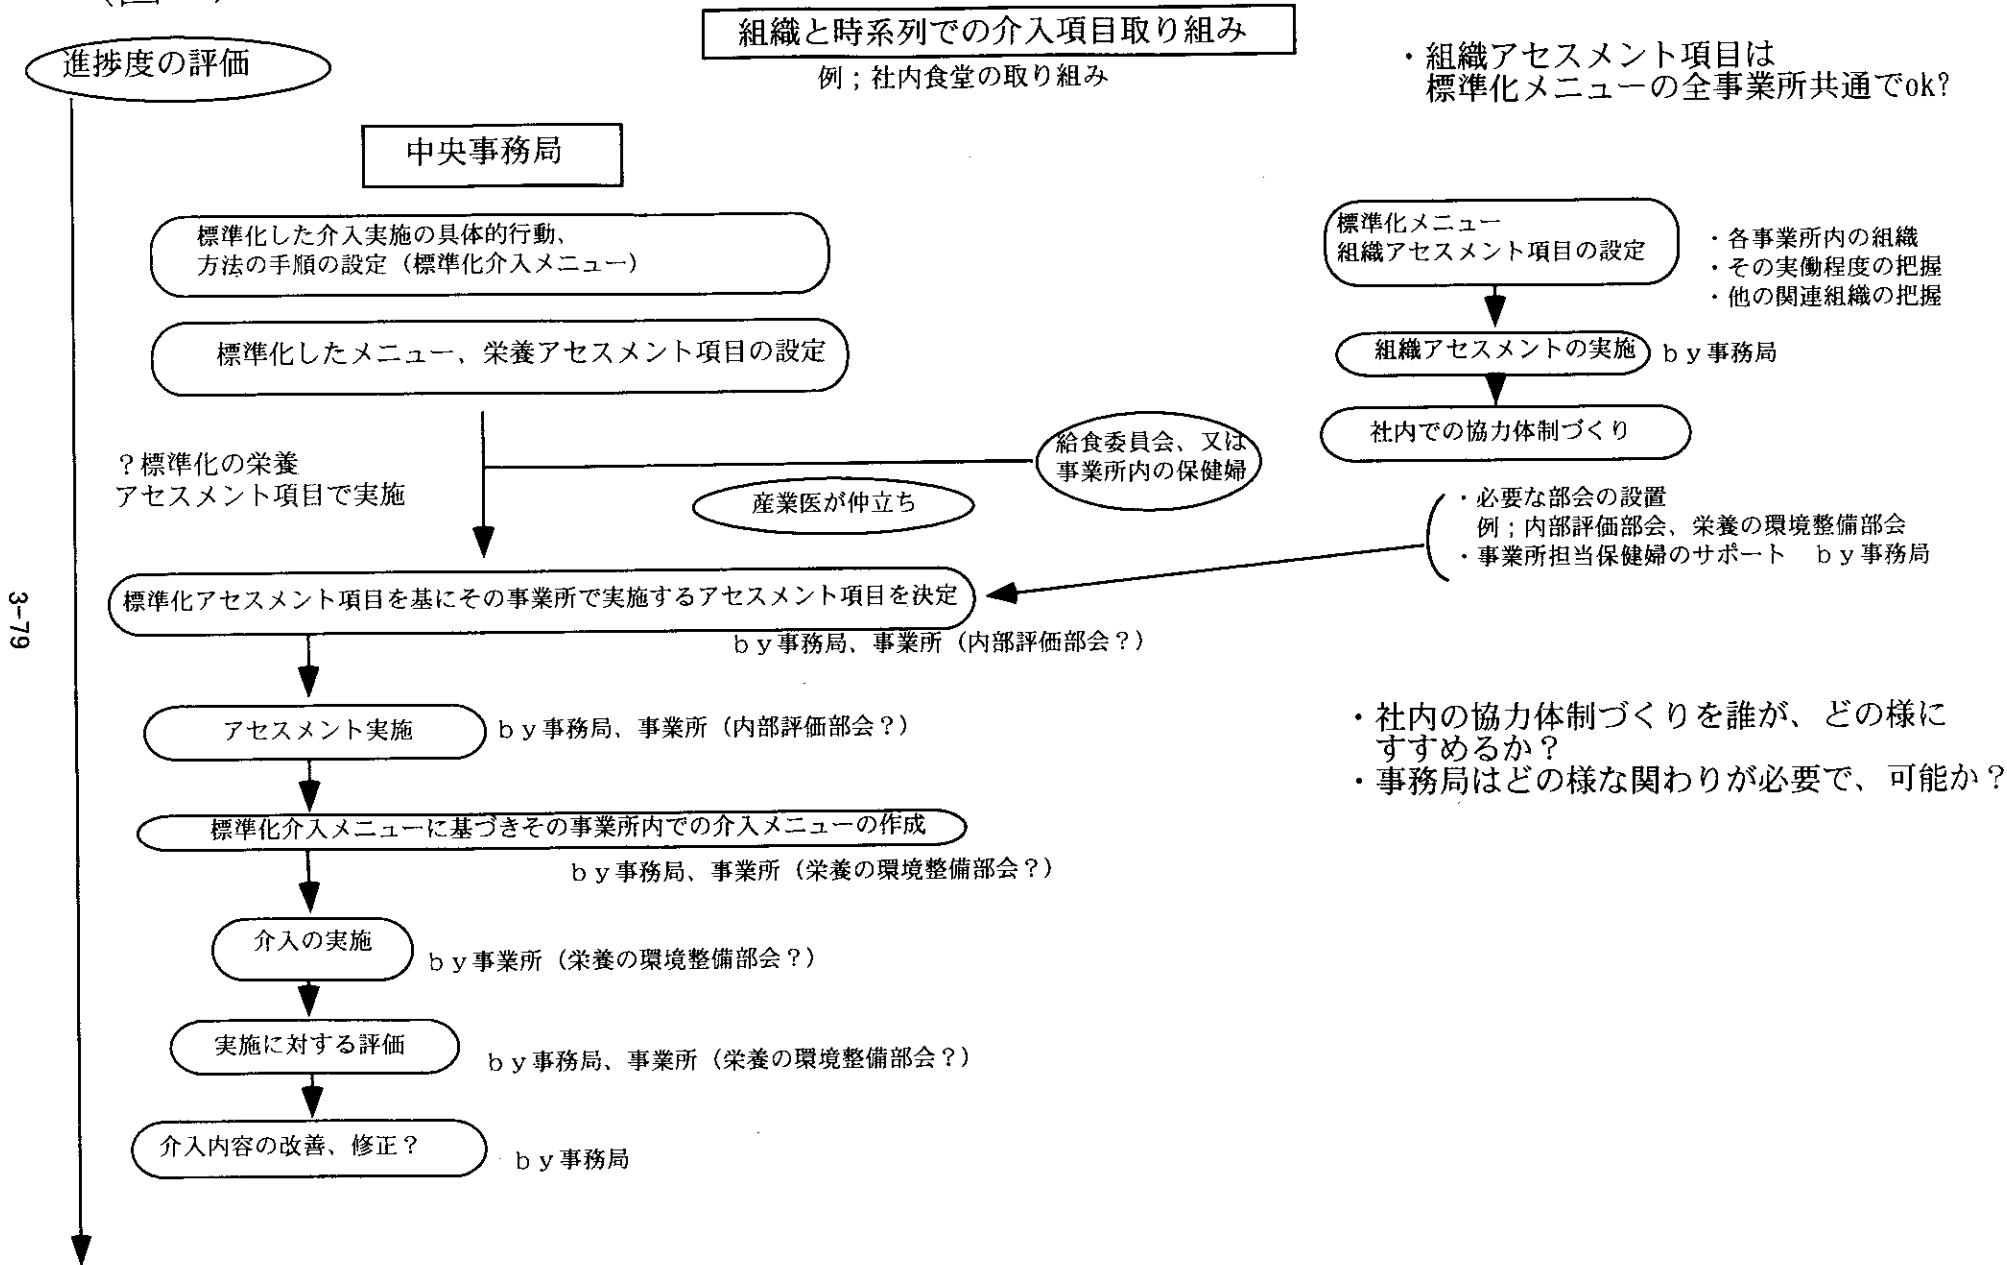 組織と時系列での介入項目取り組み
例；社内食堂の取り組み
進捗度の評価
・組織アセスメント項目は
標準化メニューの全事業所共通でok?
中央事務局
標準化した介入実施の具体的行動、
方法の手順の設定（標準化介入メニュー）
標準化したメニュー、栄養アセスメント項目の設定
標準化メニュー
組織アセスメント項目の設定
・各事業所内の組織
・その実働程度の把握
・他の関連組織の把握
組織アセスメントの実施
ｂｙ事務局
社内での協力体制づくり
？標準化の栄養
アセスメント項目で実施
給食委員会、又は
事業所内の保健婦
産業医が仲立ち
・必要な部会の設置
例；内部評価部会、栄養の環境整備部会
・事業所担当保健婦のサポート　ｂｙ事務局
標準化アセスメント項目を基にその事業所で実施するアセスメント項目を決定
ｂｙ事務局、事業所（内部評価部会？）
アセスメント実施
ｂｙ事務局、事業所（内部評価部会？）
・社内の協力体制づくりを誰が、どの様に
すすめるか？
・事務局はどの様な関わりが必要で、可能か？
標準化介入メニューに基づきその事業所内での介入メニューの作成
ｂｙ事務局、事業所（栄養の環境整備部会？）
介入の実施
ｂｙ事業所（栄養の環境整備部会？）
実施に対する評価
ｂｙ事務局、事業所（栄養の環境整備部会？）
介入内容の改善、修正？
ｂｙ事務局
3-79